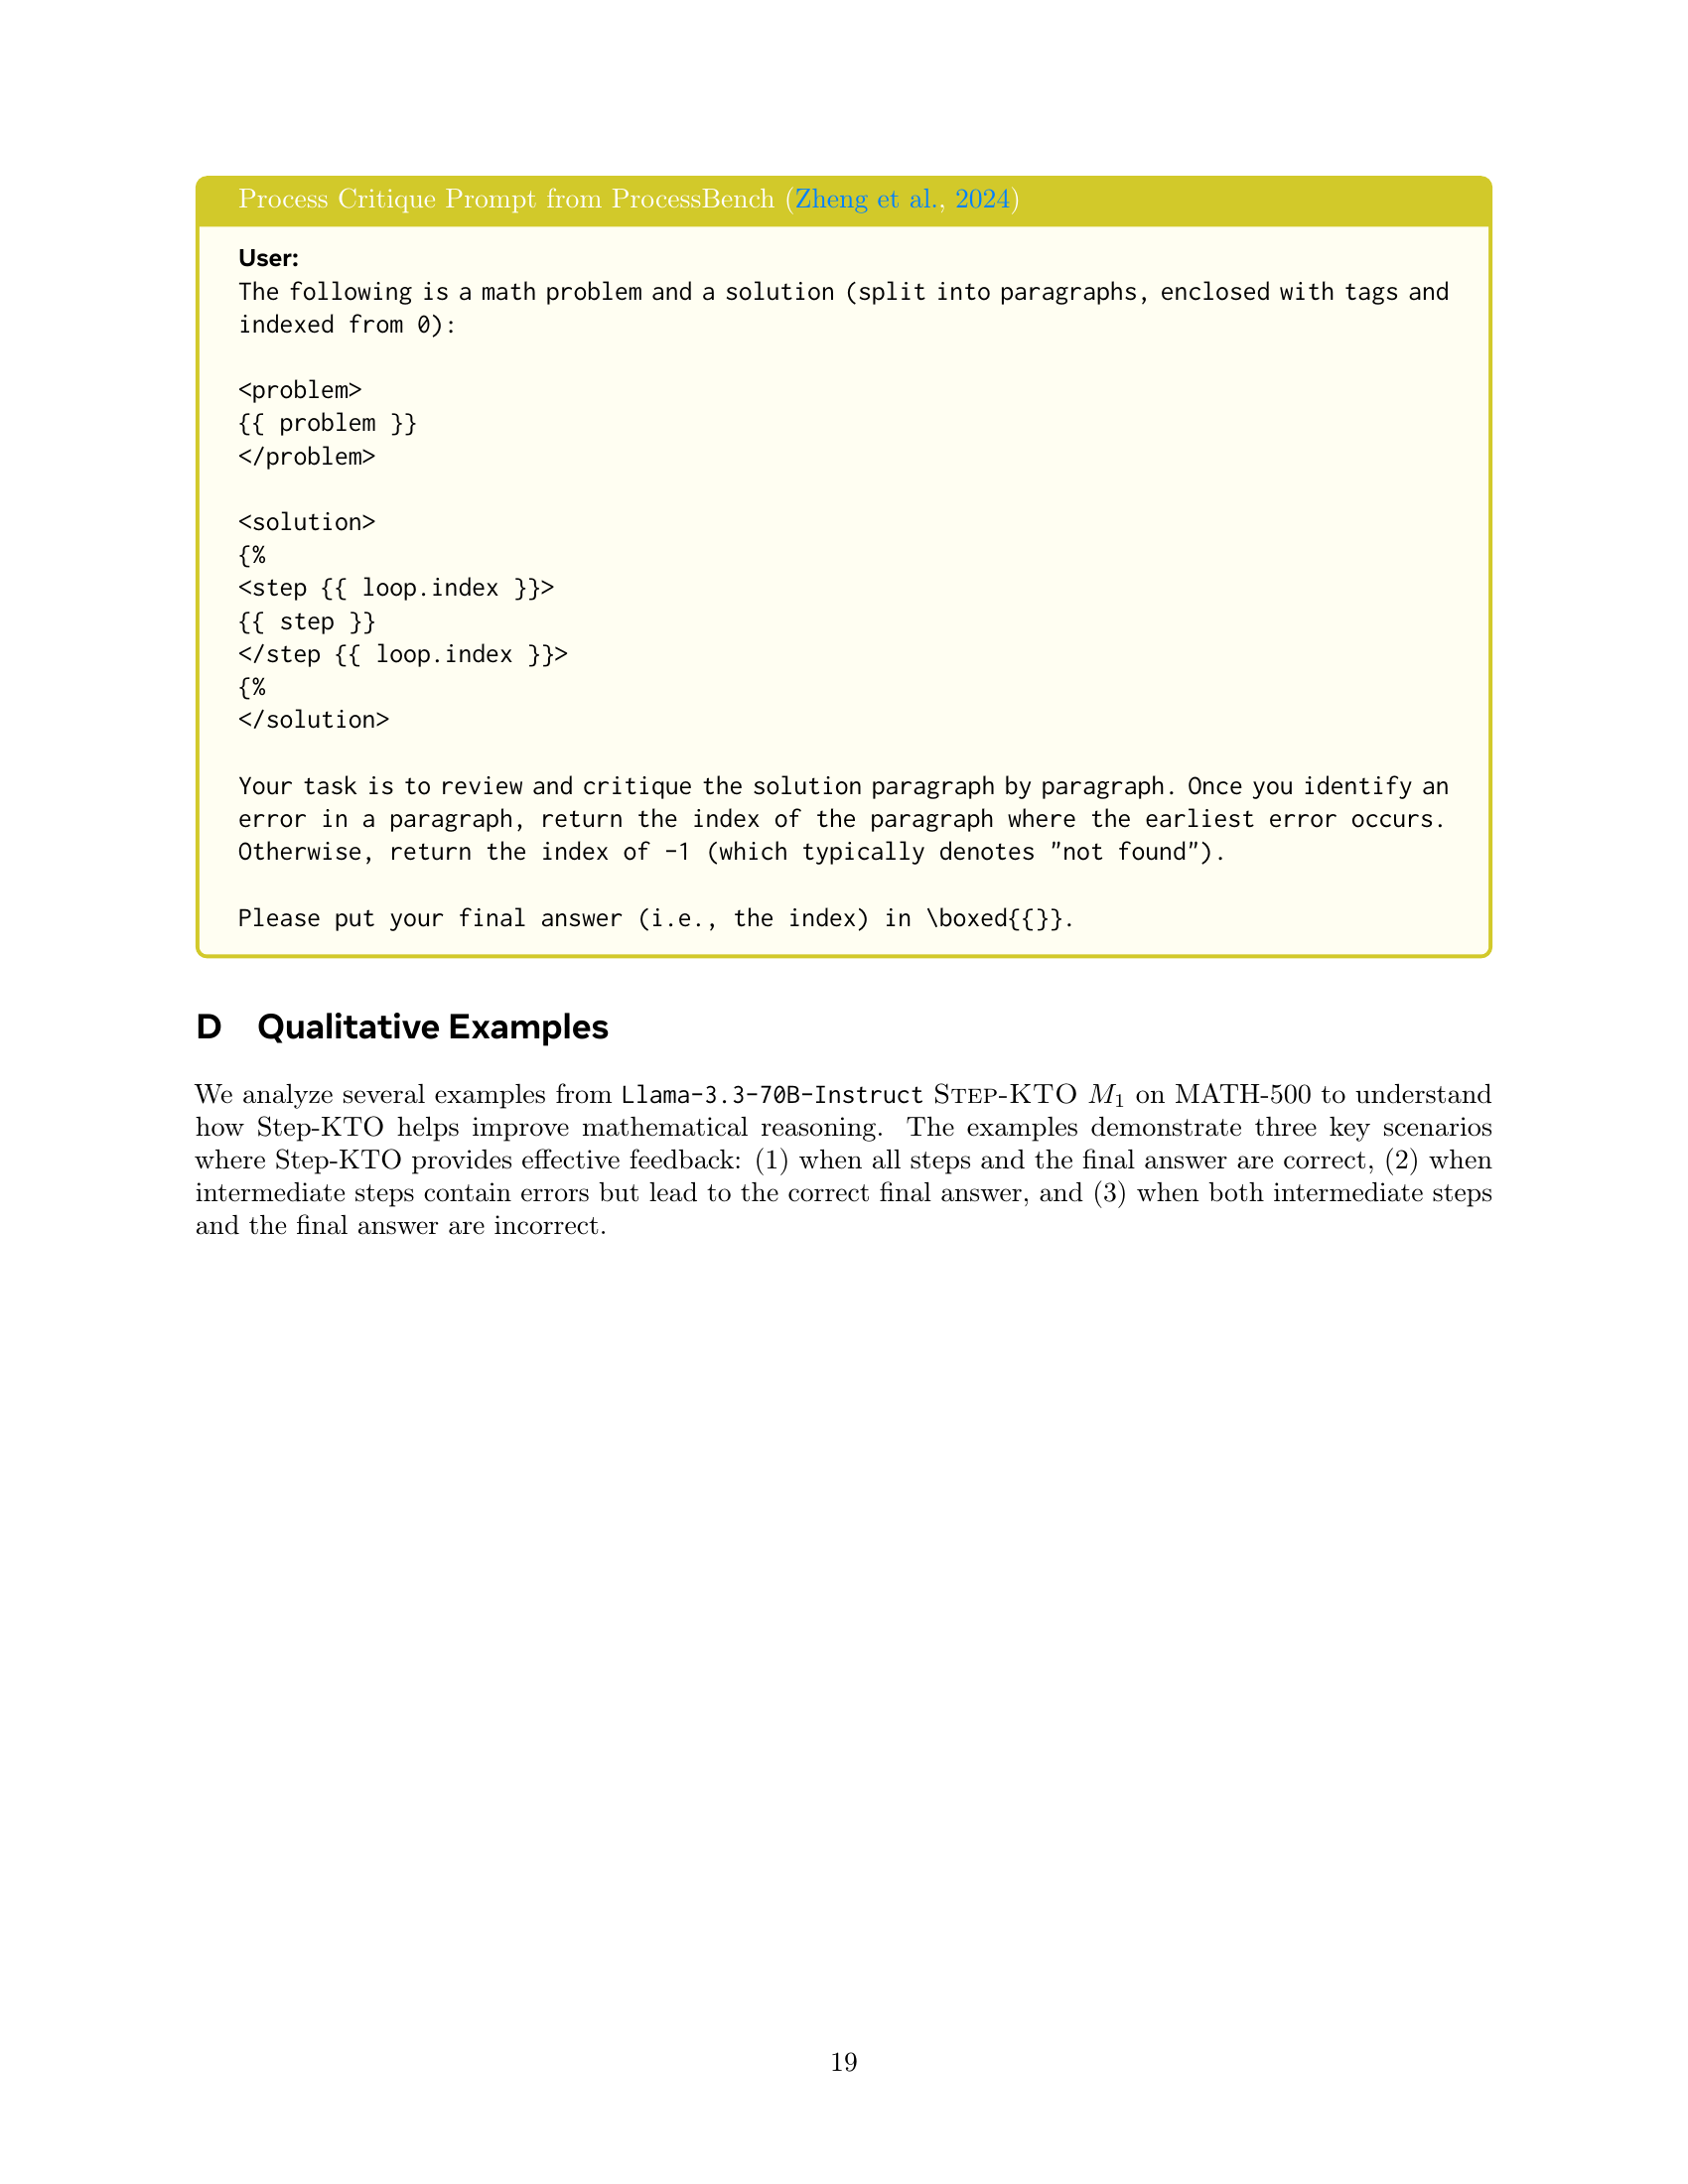 Process Critique Prompt from ProcessBench (Zheng et al., 2024)
User:
The following is a math problem and a solution (split into paragraphs, enclosed with tags and
indexed from 0):
<problem>
{{ problem }}
</problem>
<solution>
{%
<step {{ loop.index }}>
{{ step }}
</step {{ loop.index }}>
{%
</solution>
Your task is to review and critique the solution paragraph by paragraph. Once you identify an
error in a paragraph, return the index of the paragraph where the earliest error occurs.
Otherwise, return the index of -1 (which typically denotes "not found").
Please put your final answer (i.e., the index) in \boxed{{}}.
D Qualitative Examples
We analyze several examples from Llama-3.3-70B-Instruct STEP-KTO M₁ on MATH-500 to understand
how Step-KTO helps improve mathematical reasoning. The examples demonstrate three key scenarios
where Step-KTO provides effective feedback: (1) when all steps and the final answer are correct, (2) when
intermediate steps contain errors but lead to the correct final answer, and (3) when both intermediate steps
and the final answer are incorrect.
19